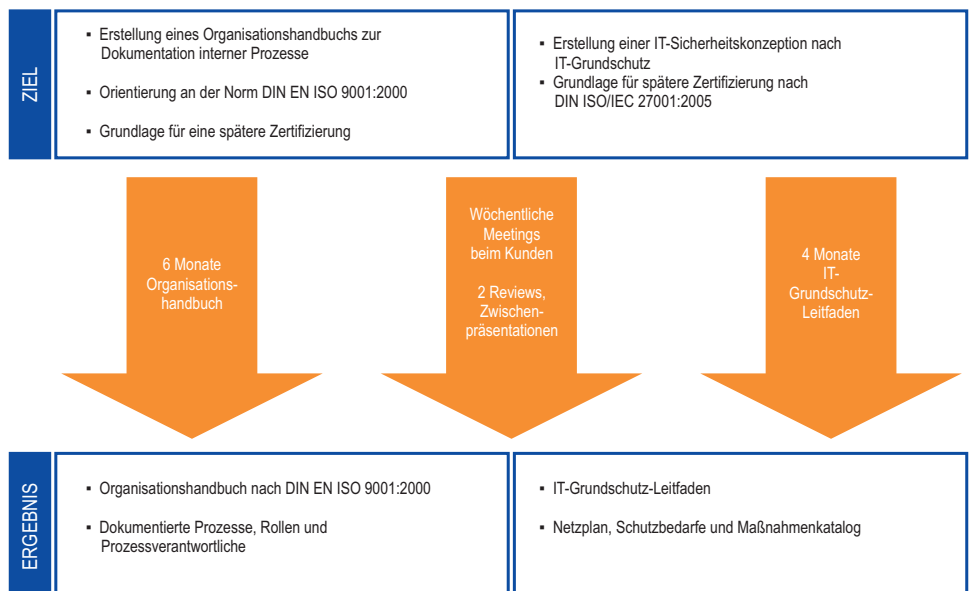 ZIEL
▪ Erstellung eines Organisationshandbuchs zur
Dokumentation interner Prozesse
▪ Orientierung an der Norm DIN EN ISO 9001:2000
▪ Grundlage für eine spätere Zertifizierung
▪ Erstellung einer IT-Sicherheitskonzeption nach
IT-Grundschutz
▪ Grundlage für spätere Zertifizierung nach
DIN ISO/IEC 27001:2005
6 Monate
Organisations-
handbuch
Wöchentliche
Meetings
beim Kunden
2 Reviews,
Zwischen-
präsentationen
4 Monate
IT-
Grundschutz-
Leitfaden
ERGEBNIS
▪ Organisationshandbuch nach DIN EN ISO 9001:2000
▪ Dokumentierte Prozesse, Rollen und
Prozessverantwortliche
▪ IT-Grundschutz-Leitfaden
▪ Netzplan, Schutzbedarfe und Maßnahmenkatalog